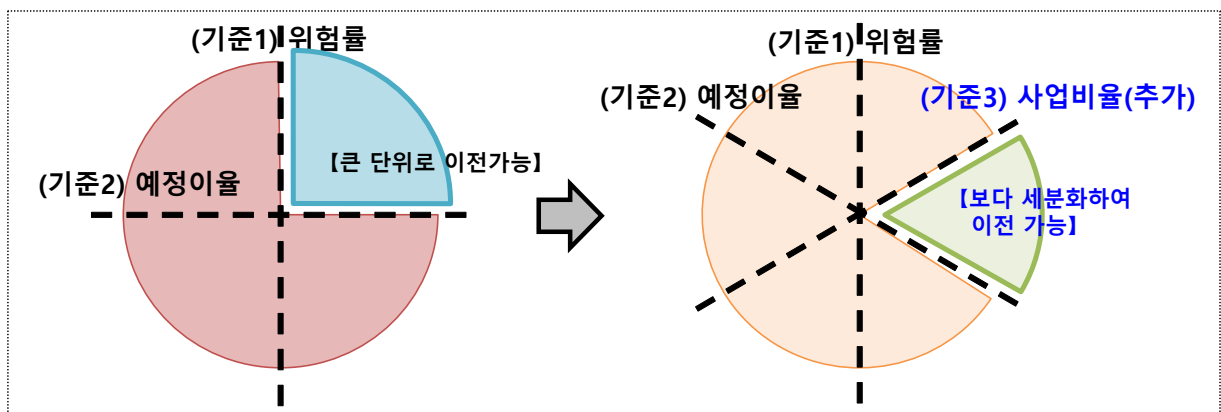 (기준1) 위험률
【큰 단위로 이전가능】
(기준2) 예정이율
(기준1) 위험률
(기준2) 예정이율
(기준3) 사업비율(추가)
【보다 세분화하여
이전 가능】